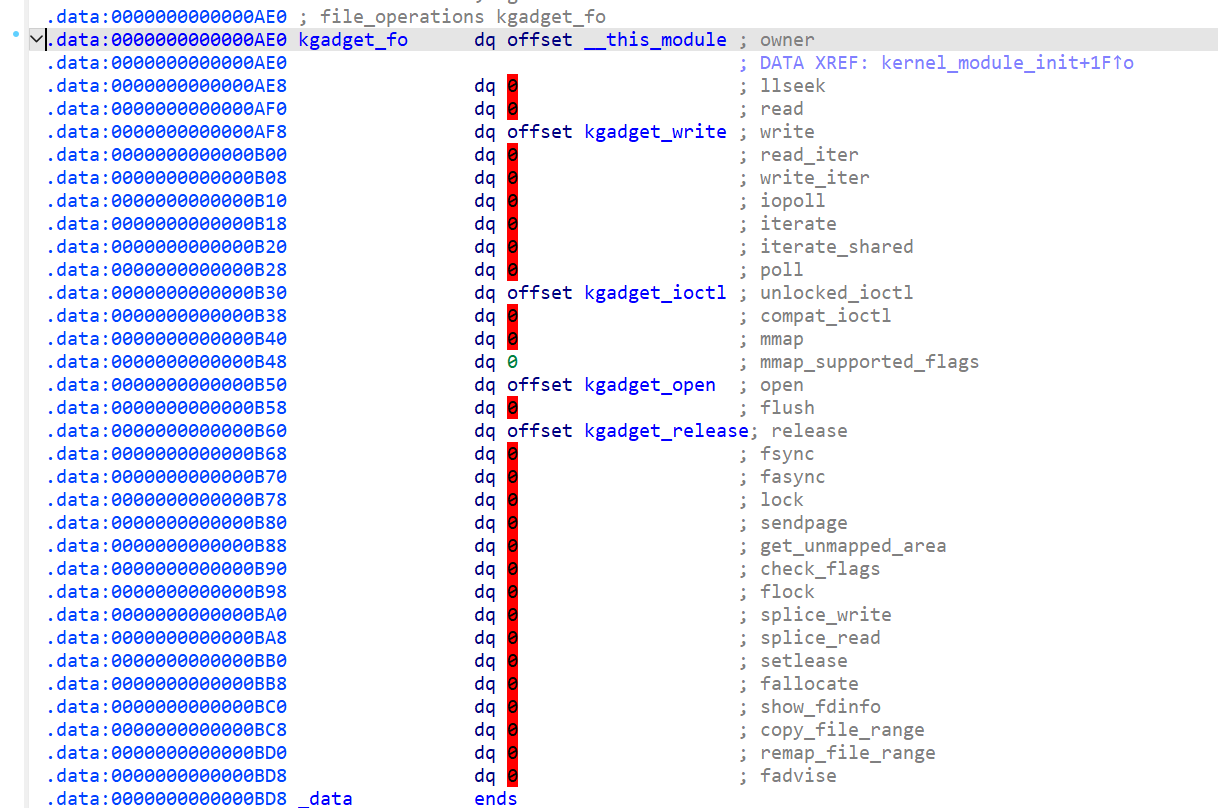 .data:0000000000000AE0 ; file_operations kgadget_fo
.data:0000000000000AE0 kgadget_fo dq offset __this_module ; owner
.data:0000000000000AE0 ; DATA XREF: kernel_module_init+1F↑o
.data:0000000000000AE8 dq 0 ; llseek
.data:0000000000000AF0 dq 0 ; read
.data:0000000000000AF8 dq offset kgadget_write ; write
.data:0000000000000B00 dq 0 ; read_iter
.data:0000000000000B08 dq 0 ; write_iter
.data:0000000000000B10 dq 0 ; iopoll
.data:0000000000000B18 dq 0 ; iterate
.data:0000000000000B20 dq 0 ; iterate_shared
.data:0000000000000B28 dq 0 ; poll
.data:0000000000000B30 dq offset kgadget_ioctl ; unlocked_ioctl
.data:0000000000000B38 dq 0 ; compat_ioctl
.data:0000000000000B40 dq 0 ; mmap
.data:0000000000000B48 dq 0 ; mmap_supported_flags
.data:0000000000000B50 dq offset kgadget_open ; open
.data:0000000000000B58 dq 0 ; flush
.data:0000000000000B60 dq offset kgadget_release; release
.data:0000000000000B68 dq 0 ; fsync
.data:0000000000000B70 dq 0 ; fasync
.data:0000000000000B78 dq 0 ; lock
.data:0000000000000B80 dq 0 ; sendpage
.data:0000000000000B88 dq 0 ; get_unmapped_area
.data:0000000000000B90 dq 0 ; check_flags
.data:0000000000000B98 dq 0 ; flock
.data:0000000000000BA0 dq 0 ; splice_write
.data:0000000000000BA8 dq 0 ; splice_read
.data:0000000000000BB0 dq 0 ; setlease
.data:0000000000000BB8 dq 0 ; fallocate
.data:0000000000000BC0 dq 0 ; show_fdinfo
.data:0000000000000BC8 dq 0 ; copy_file_range
.data:0000000000000BD0 dq 0 ; remap_file_range
.data:0000000000000BD8 dq 0 ; fadvise
.data:0000000000000BD8 _data ends